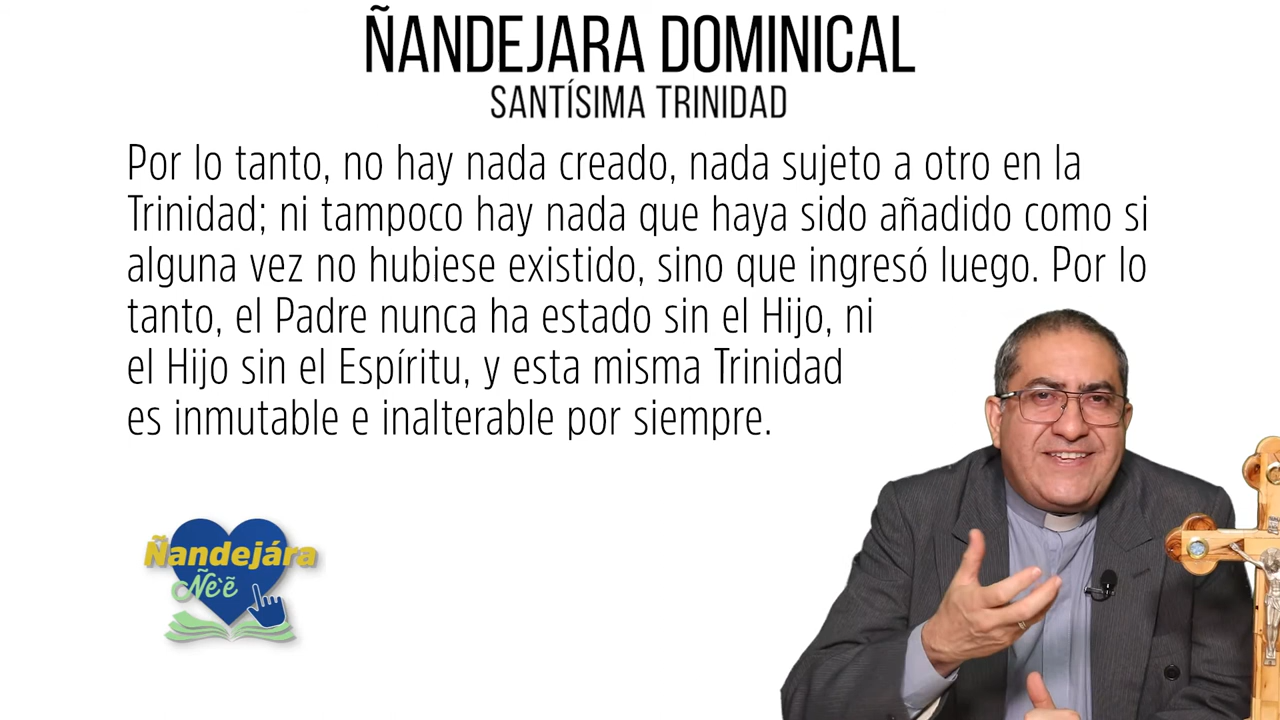 ÑANDEJARA DOMINICAL
SANTÍSIMA TRINIDAD
Por lo tanto, no hay nada creado, nada sujeto a otro en la
Trinidad; ni tampoco hay nada que haya sido añadido como si
alguna vez no hubiese existido, sino que ingresó luego. Por lo
tanto, el Padre nunca ha estado sin el Hijo, ni
el Hijo sin el Espíritu, y esta misma Trinidad
es inmutable e inalterable por siempre.
Ñandejára
Ñe'ẽ